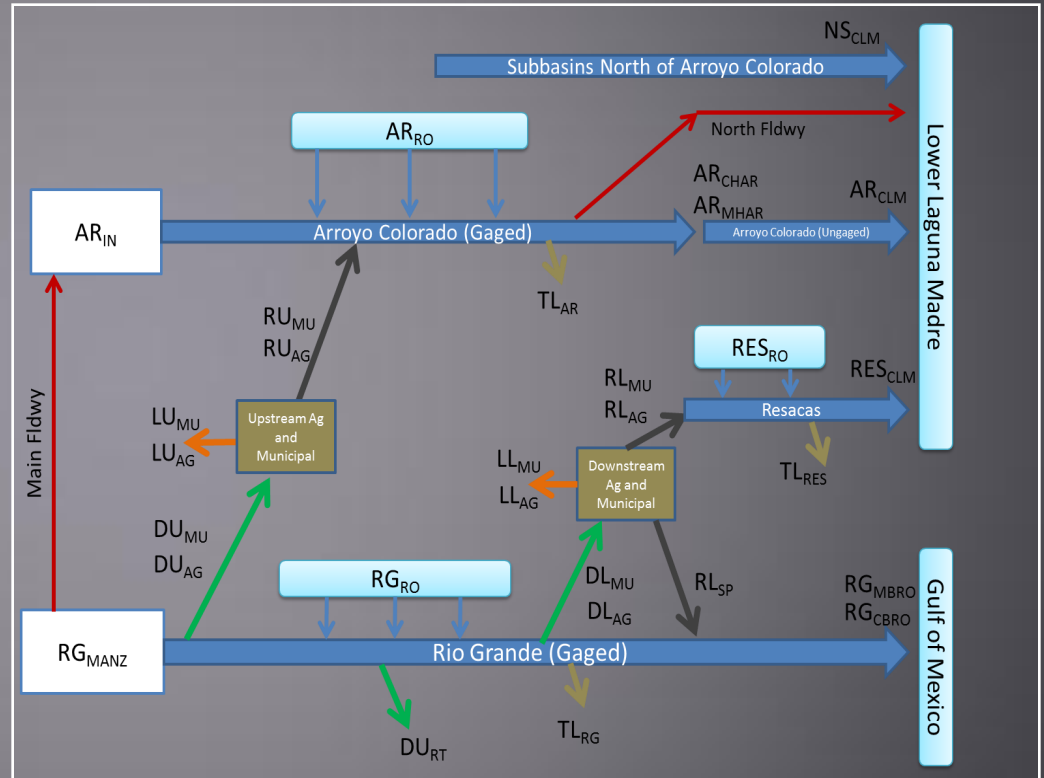 NS_CLM
Subbasins North of Arroyo Colorado
AR_RO
North Fldwy
AR_CHAR
AR_MHAR
AR_CLM
AR_IN
Arroyo Colorado (Gaged)
Arroyo Colorado (Ungaged)
Lower Laguna Madre
TL_AR
RU_MU
RU_AG
RES_RO
RES_CLM
RL_MU
RL_AG
Resacas
Main Fldwy
LU_MU
LU_AG
Upstream Ag
and
Municipal
LL_MU
LL_AG
Downstream
Ag and
Municipal
TL_RES
DU_MU
DU_AG
RG_RO
DL_MU
DL_AG
RL_SP
RG_MBRO
RG_CBRO
RG_MANZ
Rio Grande (Gaged)
Gulf of Mexico
DU_RT
TL_RG